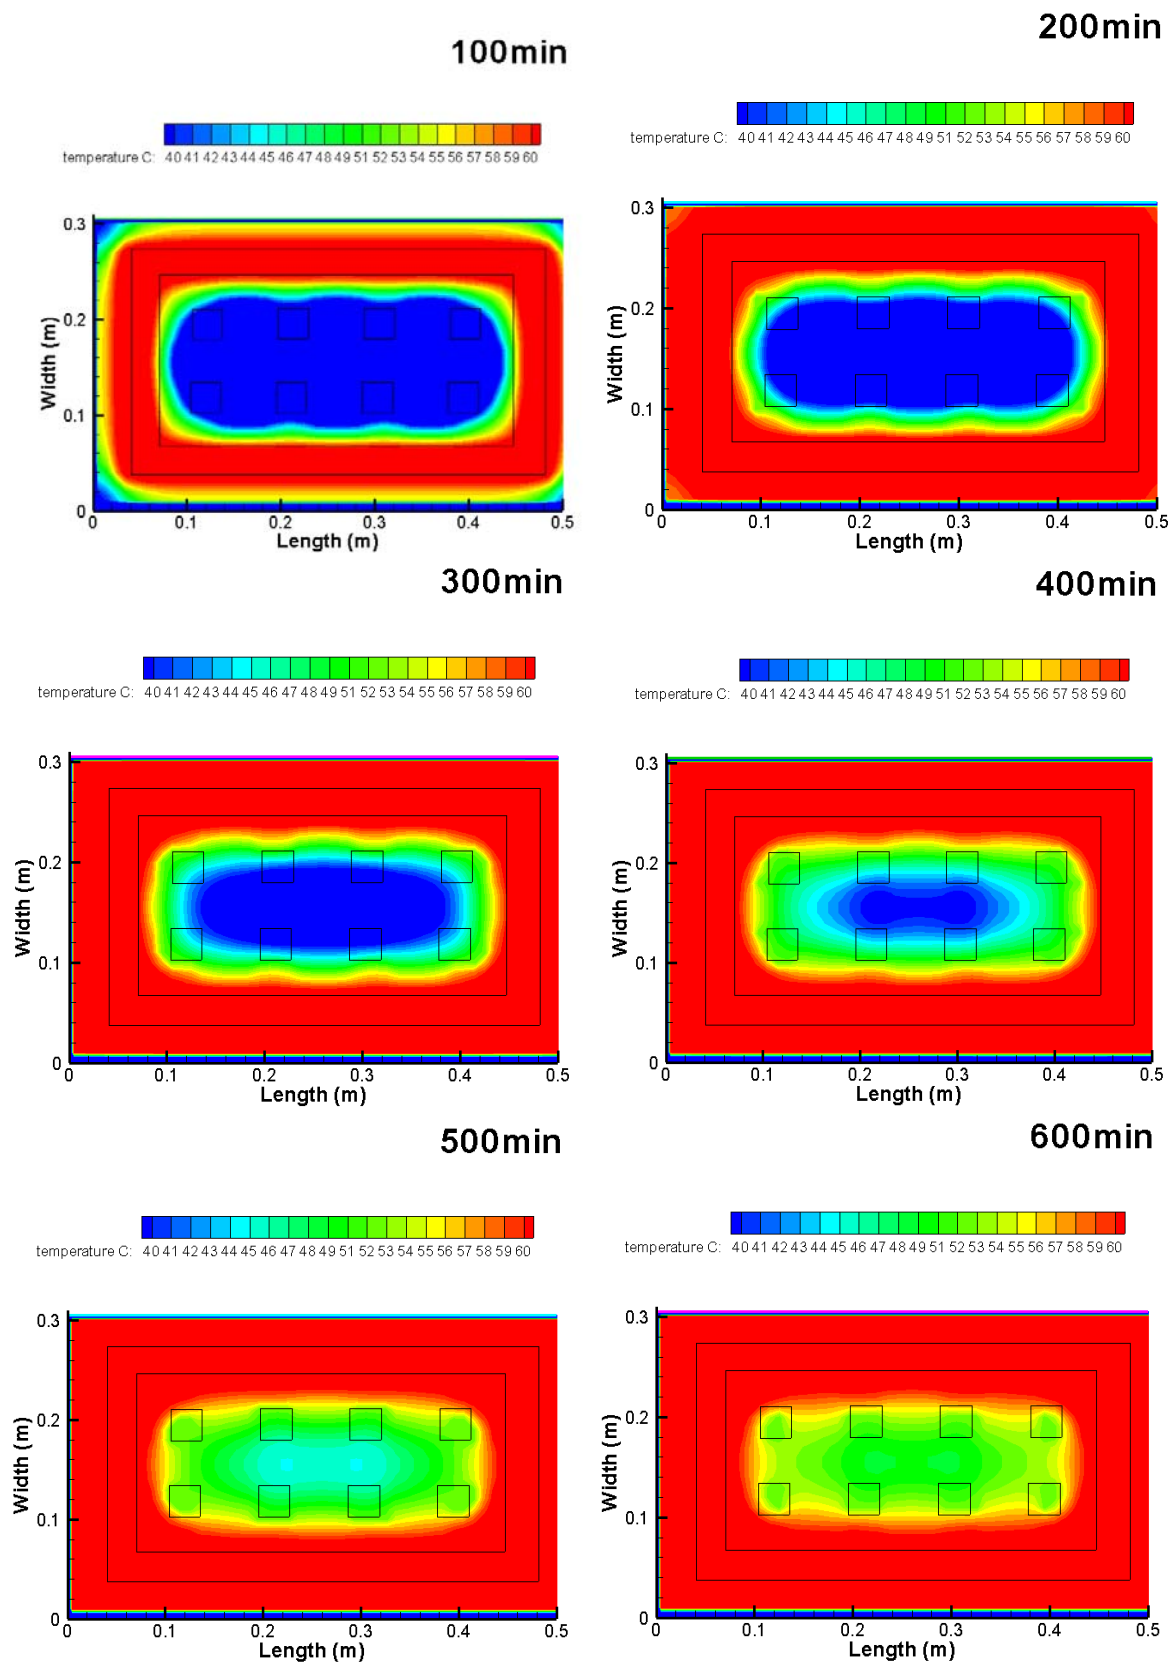 100min
200min
temperature C: 40 41 42 43 44 45 46 47 48 49 51 52 53 54 55 56 57 58 59 60
temperature C: 40 41 42 43 44 45 46 47 48 49 51 52 53 54 55 56 57 58 59 60
0.3
0.2
0.1
0
Width (m)
0 0.1 0.2 0.3 0.4 0.5
Length (m)
0.3
0.2
0.1
0
Width (m)
0 0.1 0.2 0.3 0.4 0.5
Length (m)
300min
400min
temperature C: 40 41 42 43 44 45 46 47 48 49 51 52 53 54 55 56 57 58 59 60
temperature C: 40 41 42 43 44 45 46 47 48 49 51 52 53 54 55 56 57 58 59 60
0.3
0.2
0.1
0
Width (m)
0 0.1 0.2 0.3 0.4 0.5
Length (m)
0.3
0.2
0.1
0
Width (m)
0 0.1 0.2 0.3 0.4 0.5
Length (m)
500min
600min
temperature C: 40 41 42 43 44 45 46 47 48 49 51 52 53 54 55 56 57 58 59 60
temperature C: 40 41 42 43 44 45 46 47 48 49 51 52 53 54 55 56 57 58 59 60
0.3
0.2
0.1
0
Width (m)
0 0.1 0.2 0.3 0.4 0.5
Length (m)
0.3
0.2
0.1
0
Width (m)
0 0.1 0.2 0.3 0.4 0.5
Length (m)